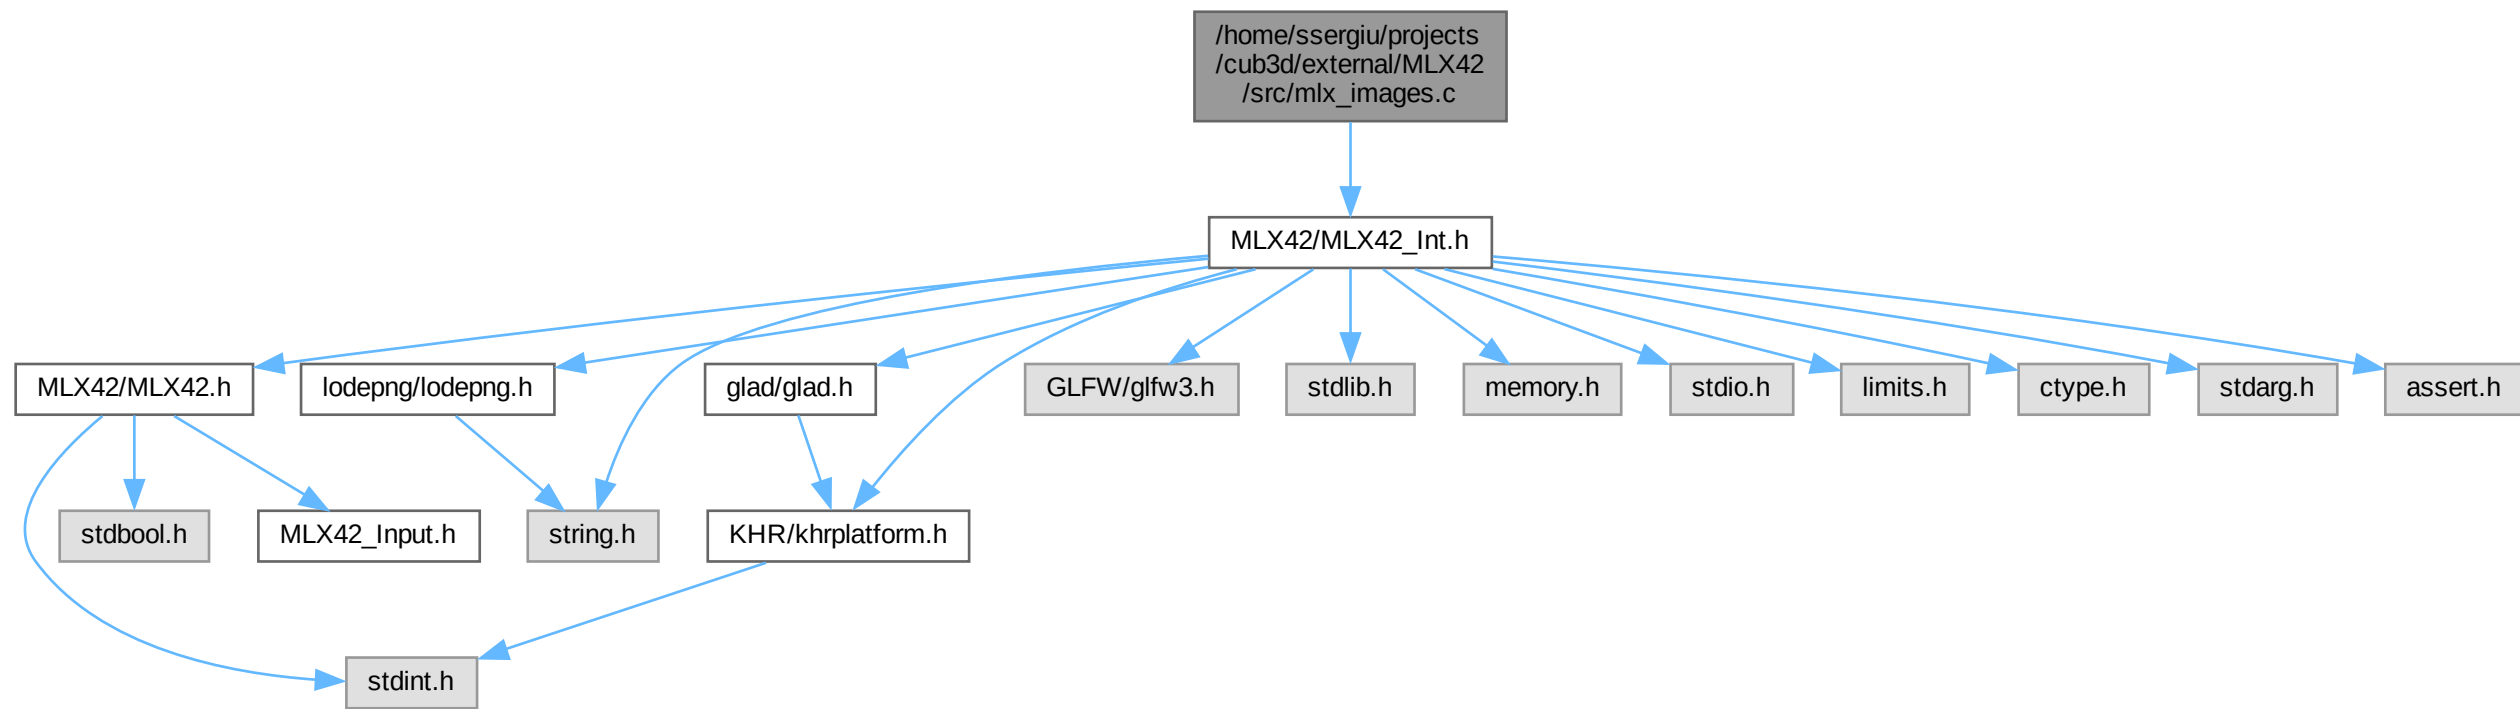 /home/ssergiu/projects
/cub3d/external/MLX42
/src/mlx_images.c
MLX42/MLX42_Int.h
MLX42/MLX42.h
lodepng/lodepng.h
glad/glad.h
GLFW/glfw3.h
stdlib.h
memory.h
stdio.h
limits.h
ctype.h
stdarg.h
assert.h
stdbool.h
MLX42_Input.h
string.h
KHR/khrplatform.h
stdint.h